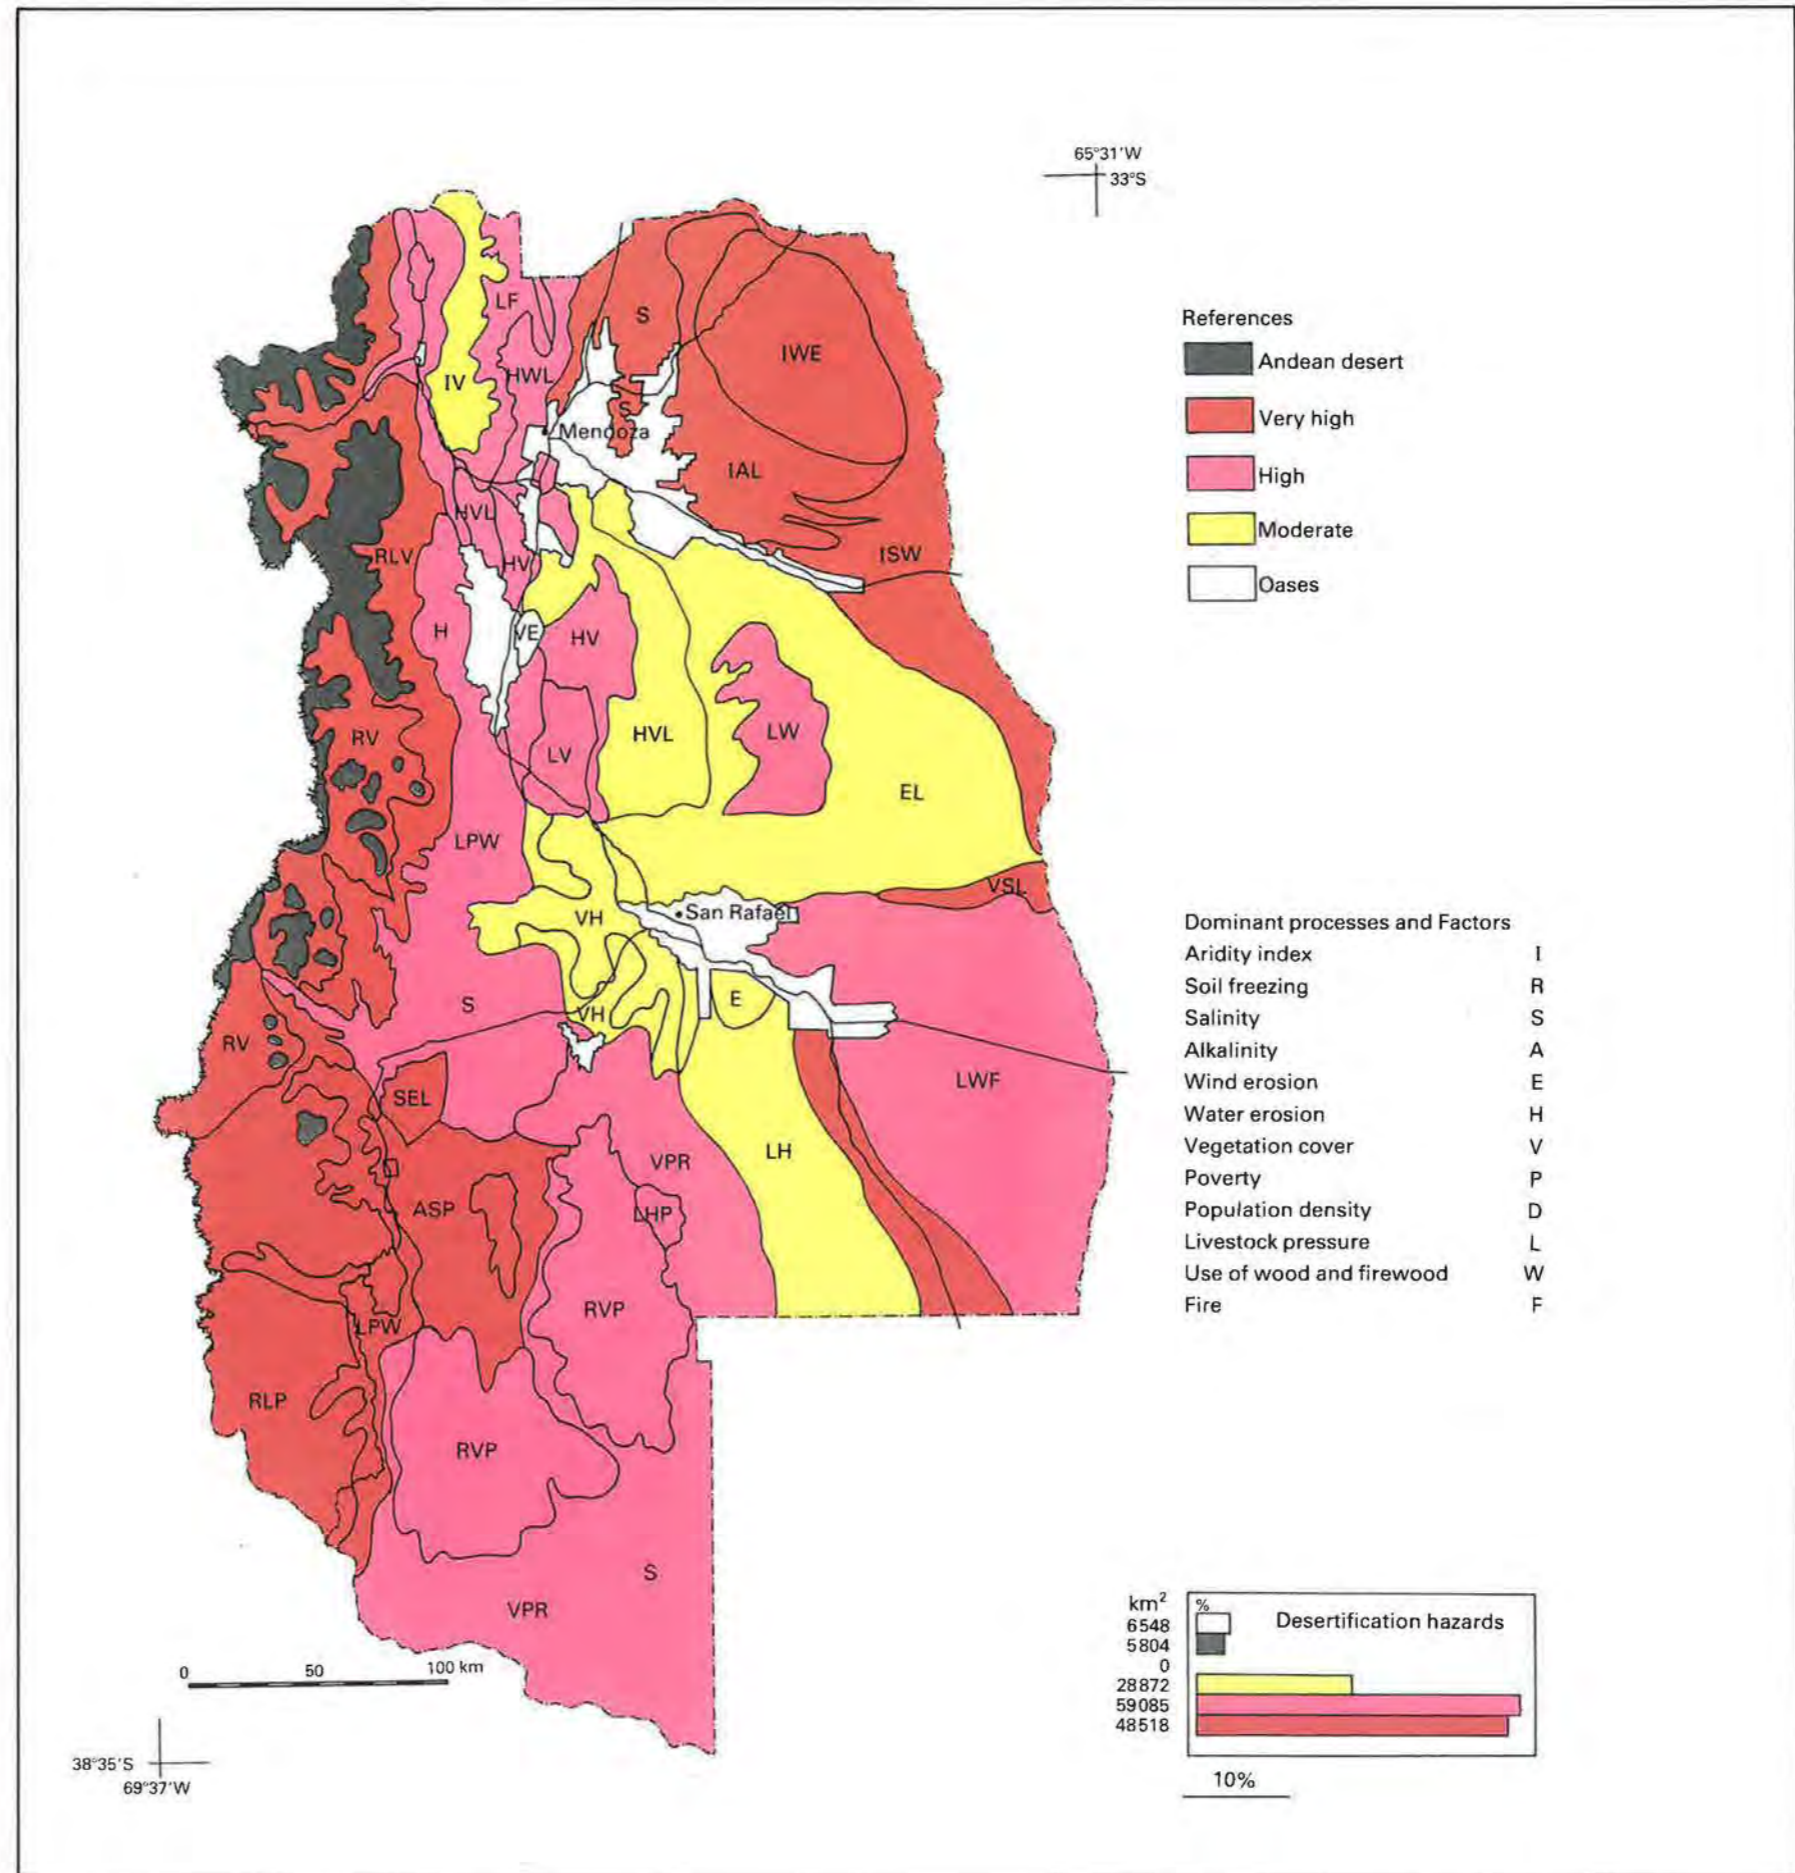 65°31'W
33°S
References
Andean desert
Very high
High
Moderate
Oases
LF
S
IWE
IV
HWL
S
Mendoza
IAL
HVL
RLV
HV
ISW
H
VE
HV
RV
LV
HVL
LW
EL
LPW
VSL
VH
San Rafael
S
VH
E
RV
SEL
LWF
VPR
LH
ASP
LHP
RVP
LPW
RLP
RVP
S
VPR
Dominant processes and Factors
Aridity index I
Soil freezing R
Salinity S
Alkalinity A
Wind erosion E
Water erosion H
Vegetation cover V
Poverty P
Population density D
Livestock pressure L
Use of wood and firewood W
Fire F
km² %
6548 Desertification hazards
5804
0
28872
59085
48518
10%
0 50 100 km
38°35'S
69°37'W